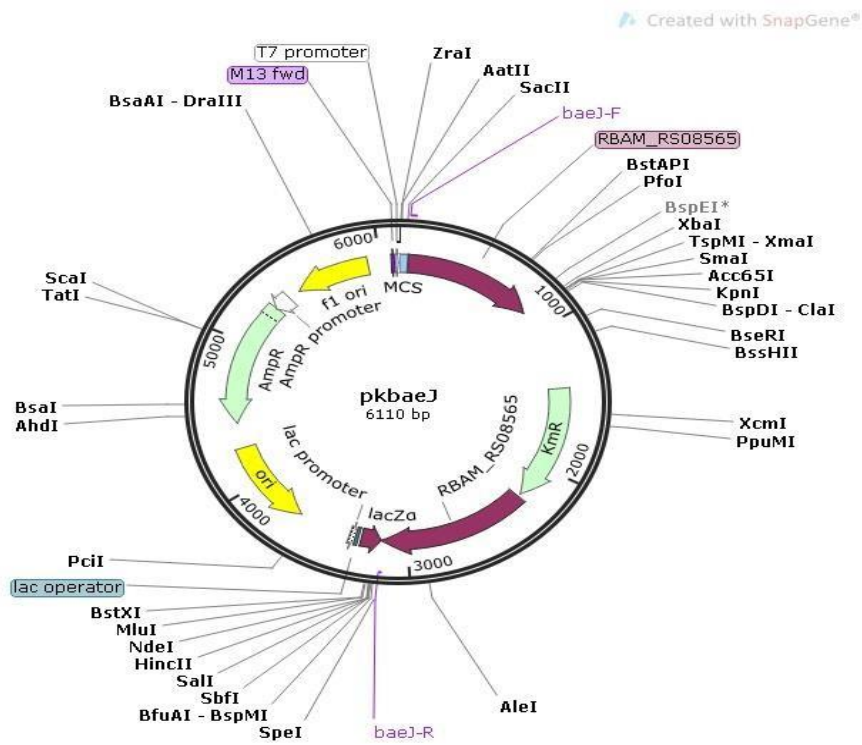 Created with SnapGene®
T7 promoter
ZraI
M13 fwd
AatII
SacII
BsaAI - DraIII
baeJ-F
RBAM_RS08565
BstAPI
PfoI
BspEI*
XbaI
TspMI - XmaI
SmaI
Acc65I
KpnI
BspDI - ClaI
BseRI
BssHII
6000
1000
ScaI
TatI
f1 ori
MCS
AmpR promoter
5000
AmpR
pkbaeJ
6110 bp
BsaI
AhdI
XcmI
PpuMI
KmR
2000
RBAM_RS08565
lac promoter
lacZα
ori
4000
3000
PciI
lac operator
BstXI
MluI
NdeI
HincII
SalI
SbfI
BfuAI - BspMI
SpeI
baeJ-R
AleI